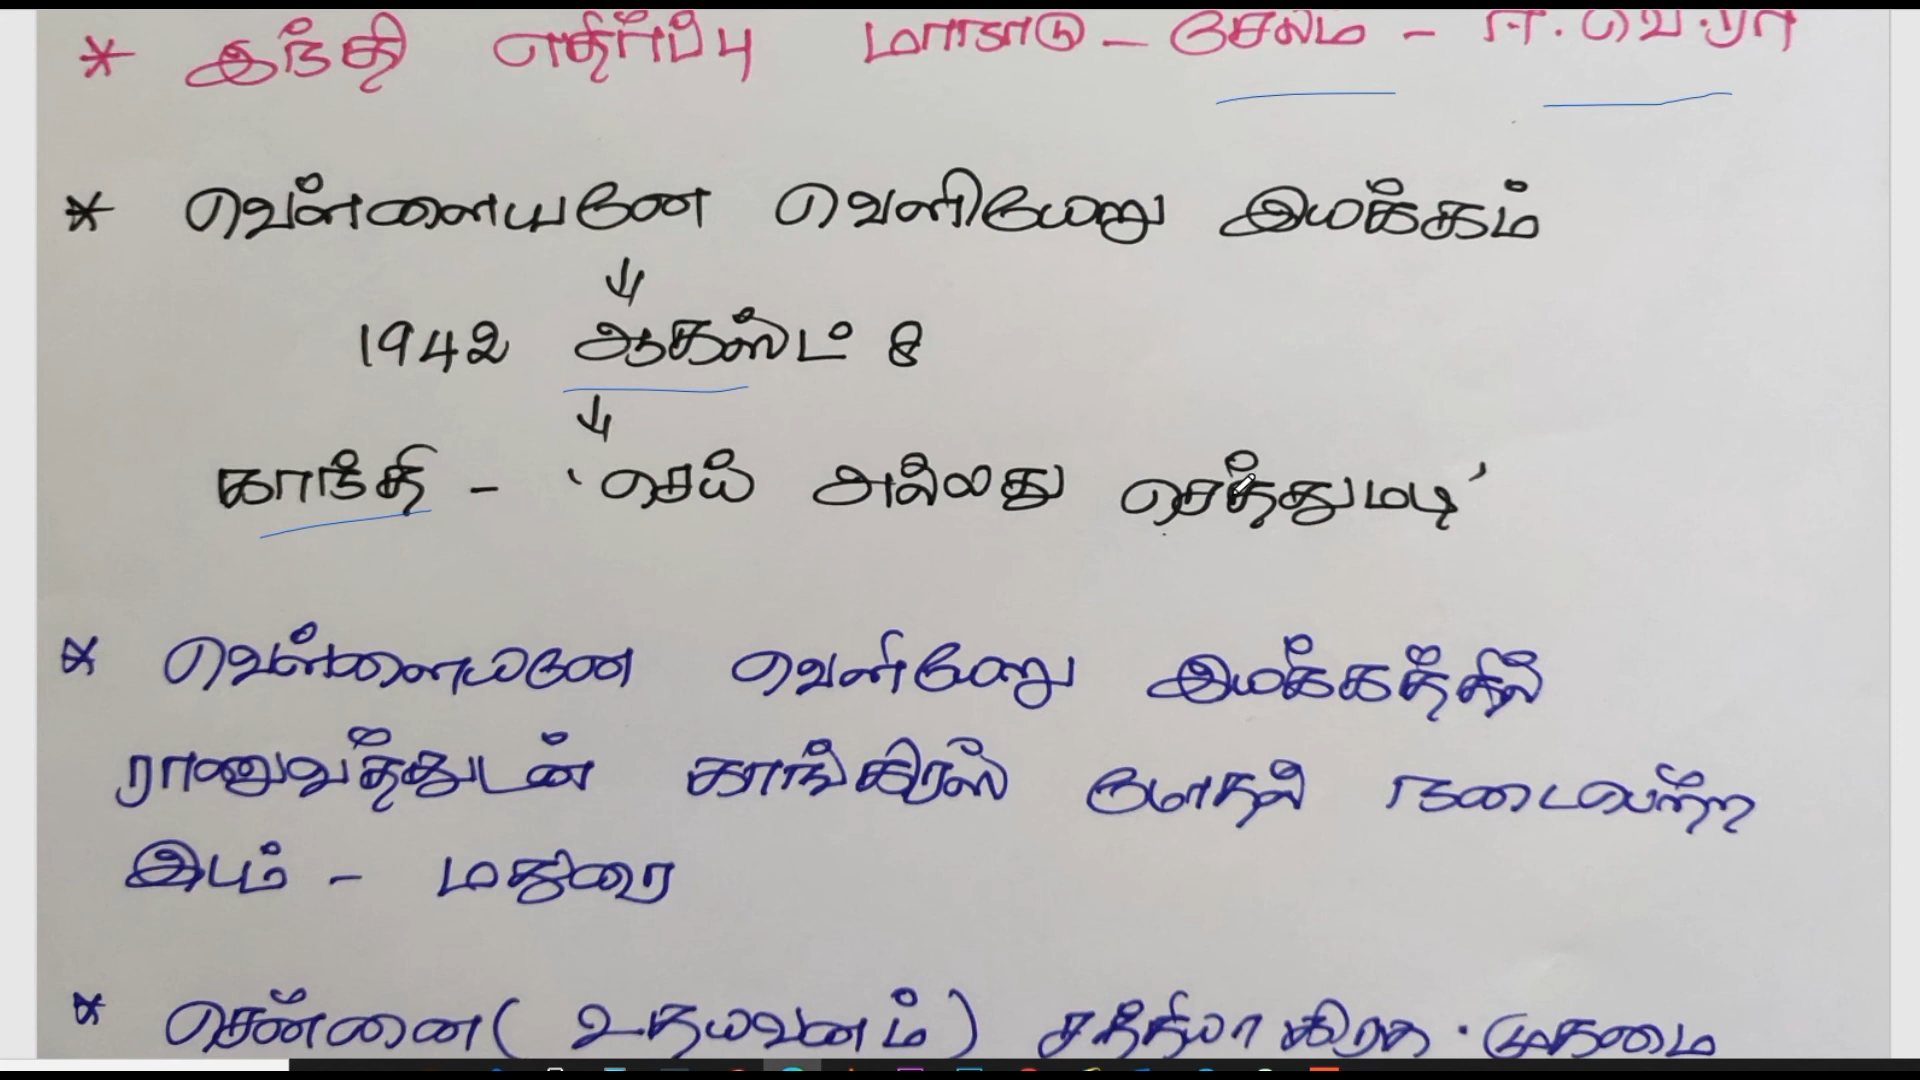 * இந்தி எதிர்ப்பு மாநாடு - சேலம் - ஈ.வெ.ரா
* வெள்ளையனே வெளியேறு இயக்கம்
1942 ஆகஸ்ட் 8
காந்தி - 'செய் அல்லது செத்துமடி'
* வெள்ளையனே வெளியேறு இயக்கத்தில்
ராணுவத்துடன் காங்கிரஸ் மோதல் நடைபெற்ற
இடம் - மதுரை
* சென்னை ( உதயவனம் ) சத்தியாகிரக முகாமை